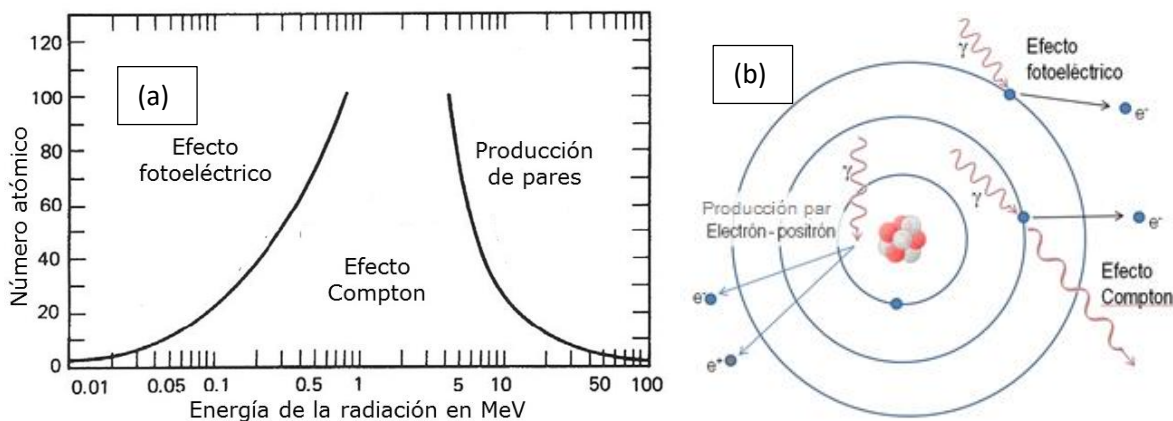 120
100
80
60
40
20
0
Número atómico
(a)
Efecto
fotoeléctrico
Producción
de pares
Efecto
Compton
0.01 0.05 0.1 0.5 1 5 10 50 100
Energía de la radiación en MeV
(b)
γ
Efecto
fotoeléctrico
e-
γ
γ
Producción par
Electrón - positrón
e-
Efecto
Compton
e-
e+